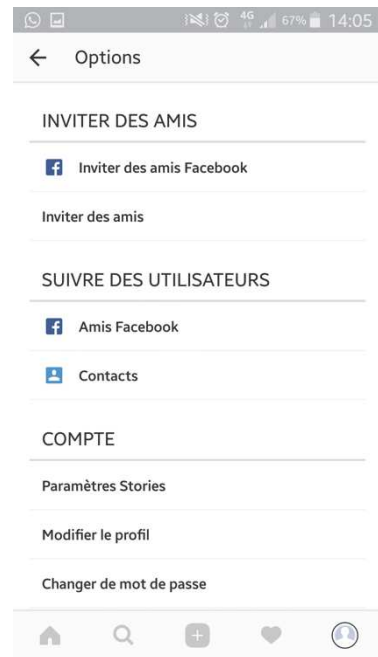 4G 67% 14:05
Options
INVITER DES AMIS
Inviter des amis Facebook
Inviter des amis
SUIVRE DES UTILISATEURS
Amis Facebook
Contacts
COMPTE
Paramètres Stories
Modifier le profil
Changer de mot de passe